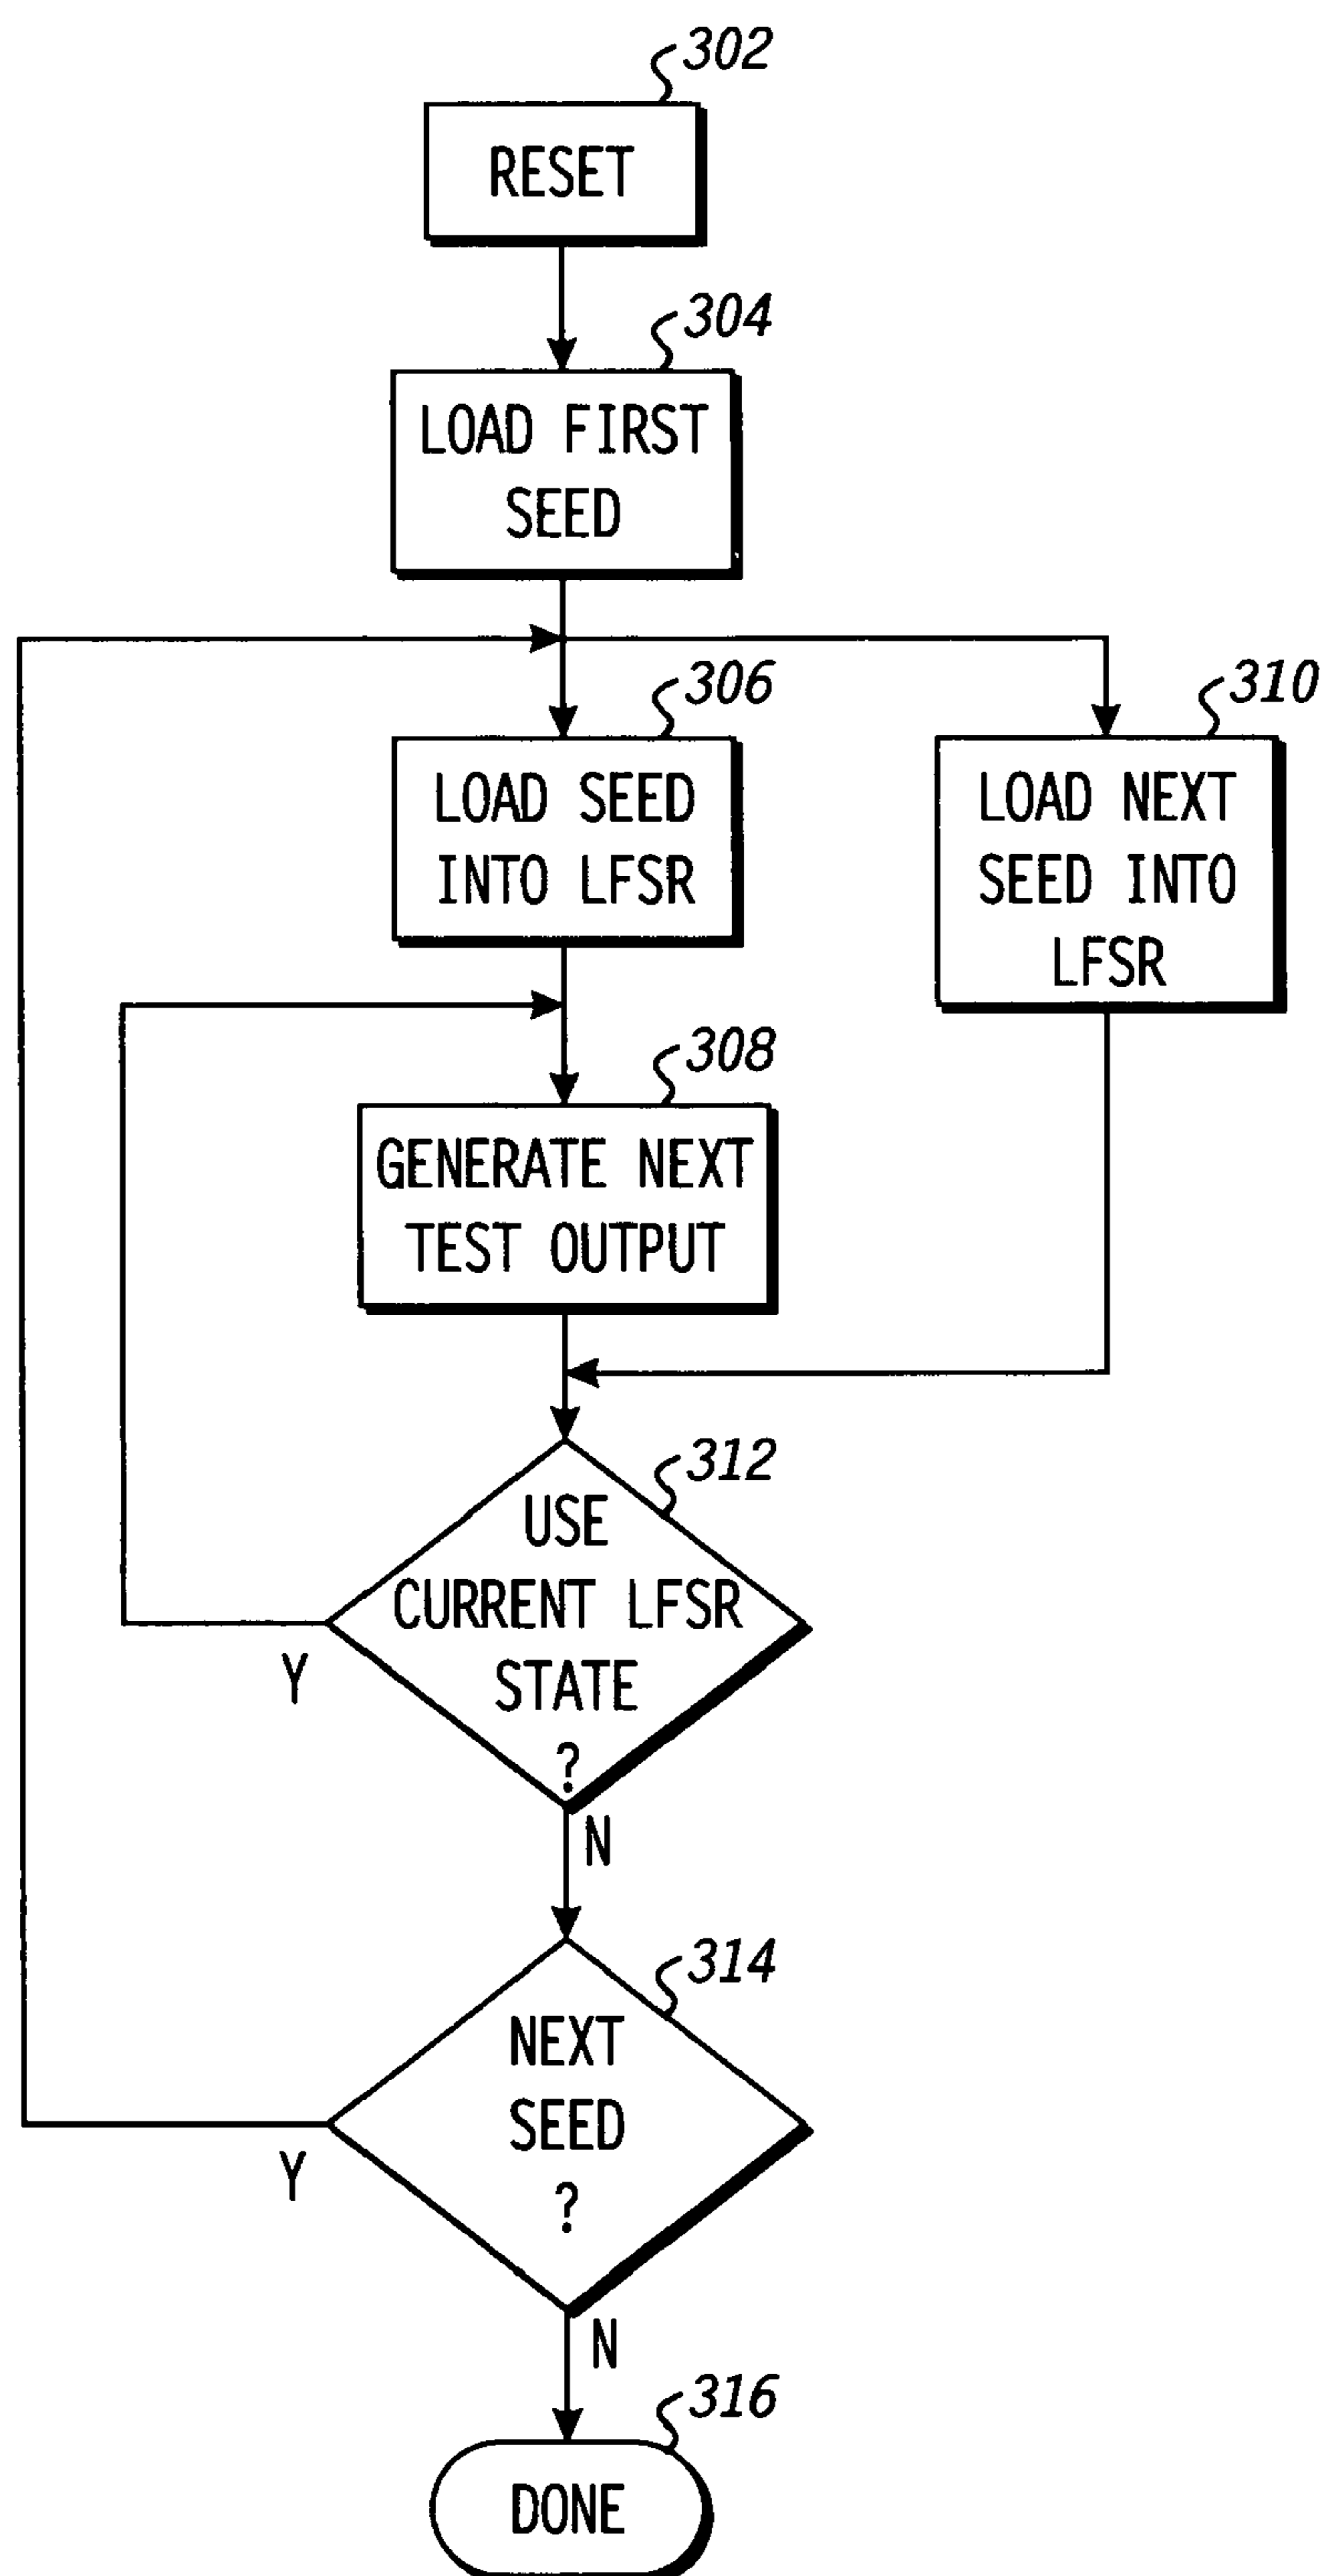 302
RESET
304
LOAD FIRST
SEED
306
LOAD SEED
INTO LFSR
310
LOAD NEXT
SEED INTO
LFSR
308
GENERATE NEXT
TEST OUTPUT
312
USE
CURRENT LFSR
STATE
?
Y
N
314
NEXT
SEED
?
Y
N
316
DONE